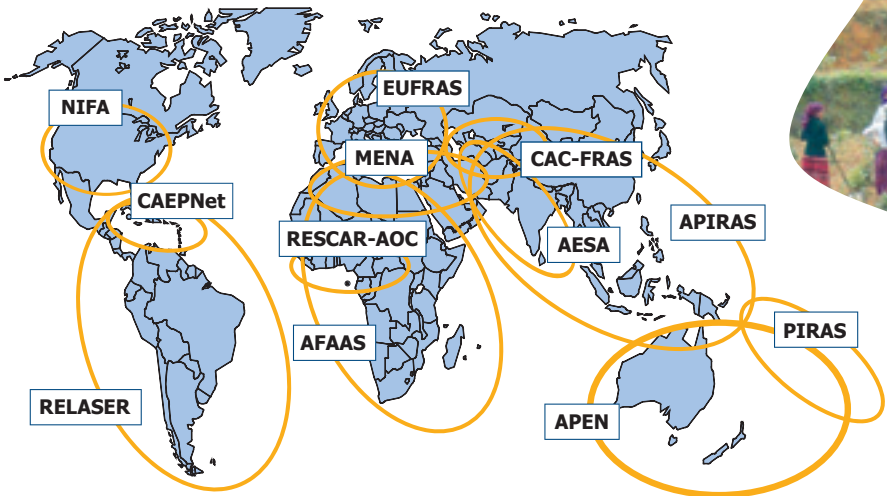 EUFRAS
NIFA
MENA
CAC-FRAS
CAEPNet
RESCAR-AOC
AESA
APIRAS
AFAAS
PIRAS
RELASER
APEN